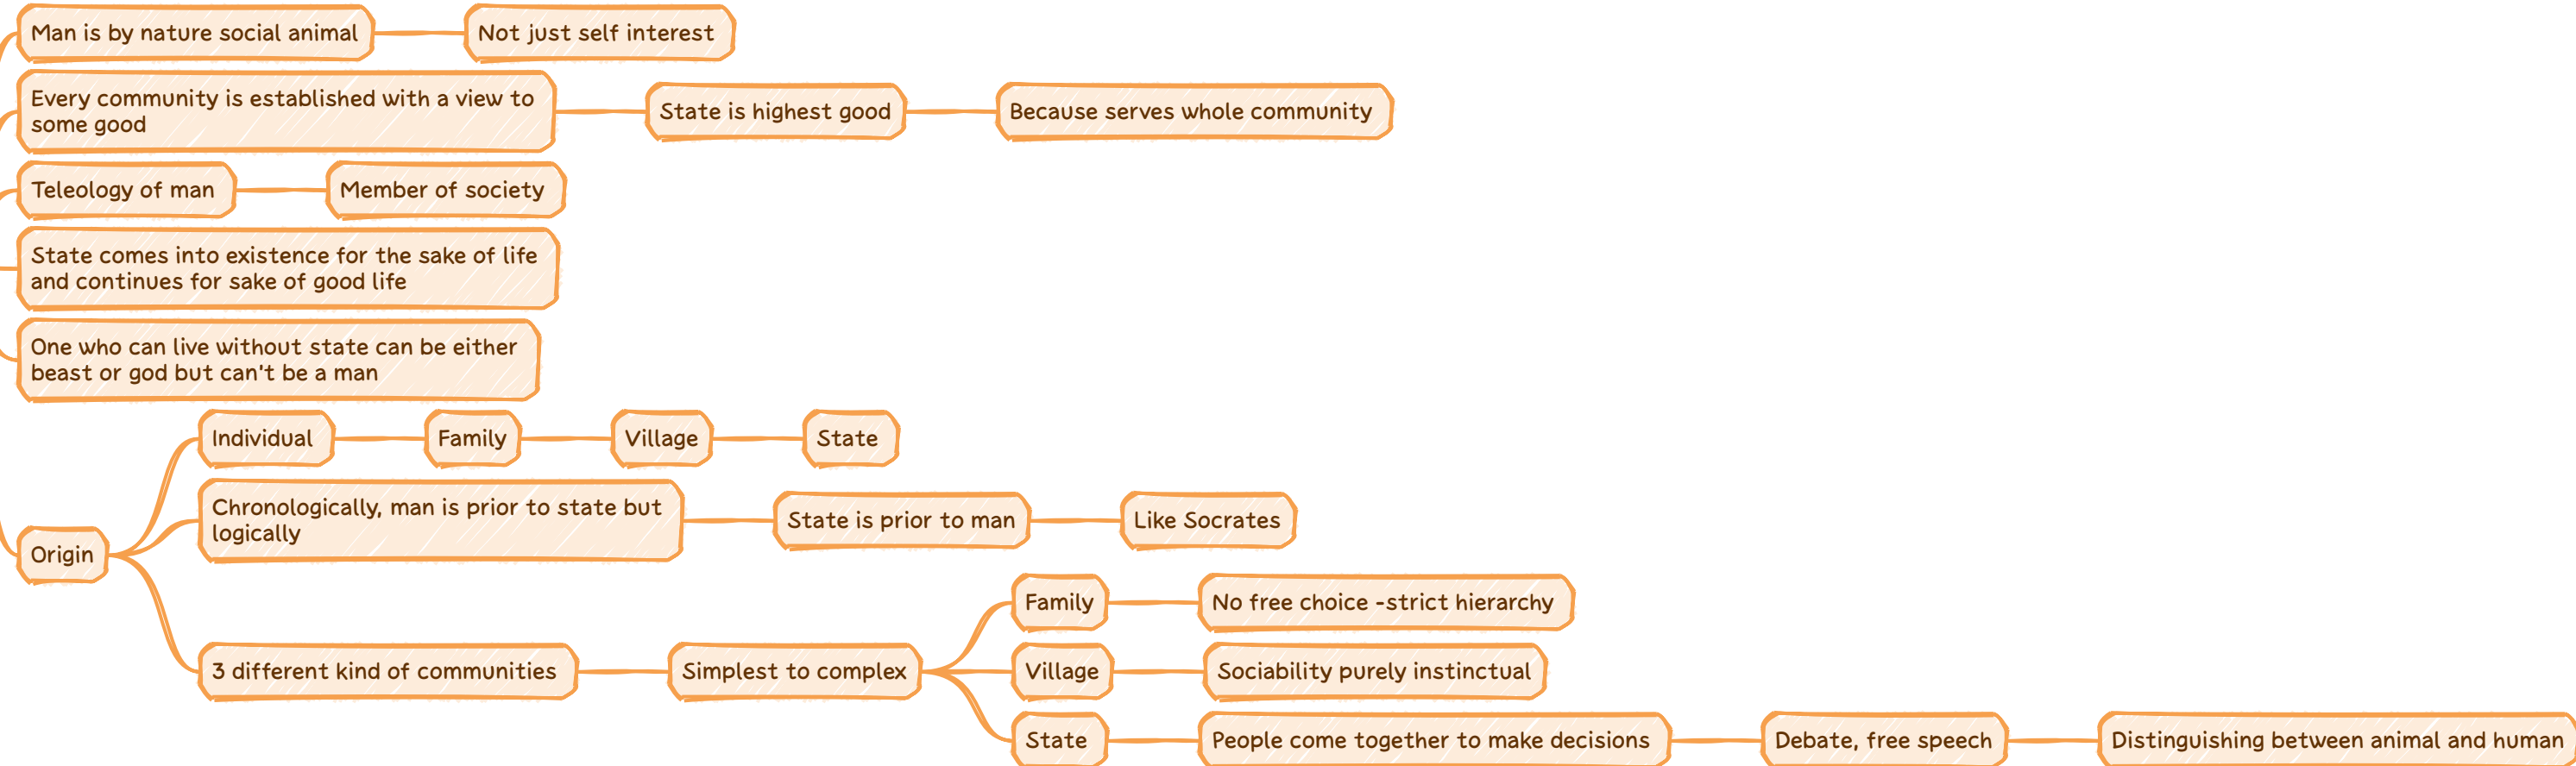 Man is by nature social animal
Not just self interest
Every community is established with a view to
some good
State is highest good
Because serves whole community
Teleology of man
Member of society
State comes into existence for the sake of life
and continues for sake of good life
One who can live without state can be either
beast or god but can't be a man
Origin
Individual
Family
Village
State
Chronologically, man is prior to state but
logically
State is prior to man
Like Socrates
3 different kind of communities
Simplest to complex
Family
No free choice -strict hierarchy
Village
Sociability purely instinctual
State
People come together to make decisions
Debate, free speech
Distinguishing between animal and human